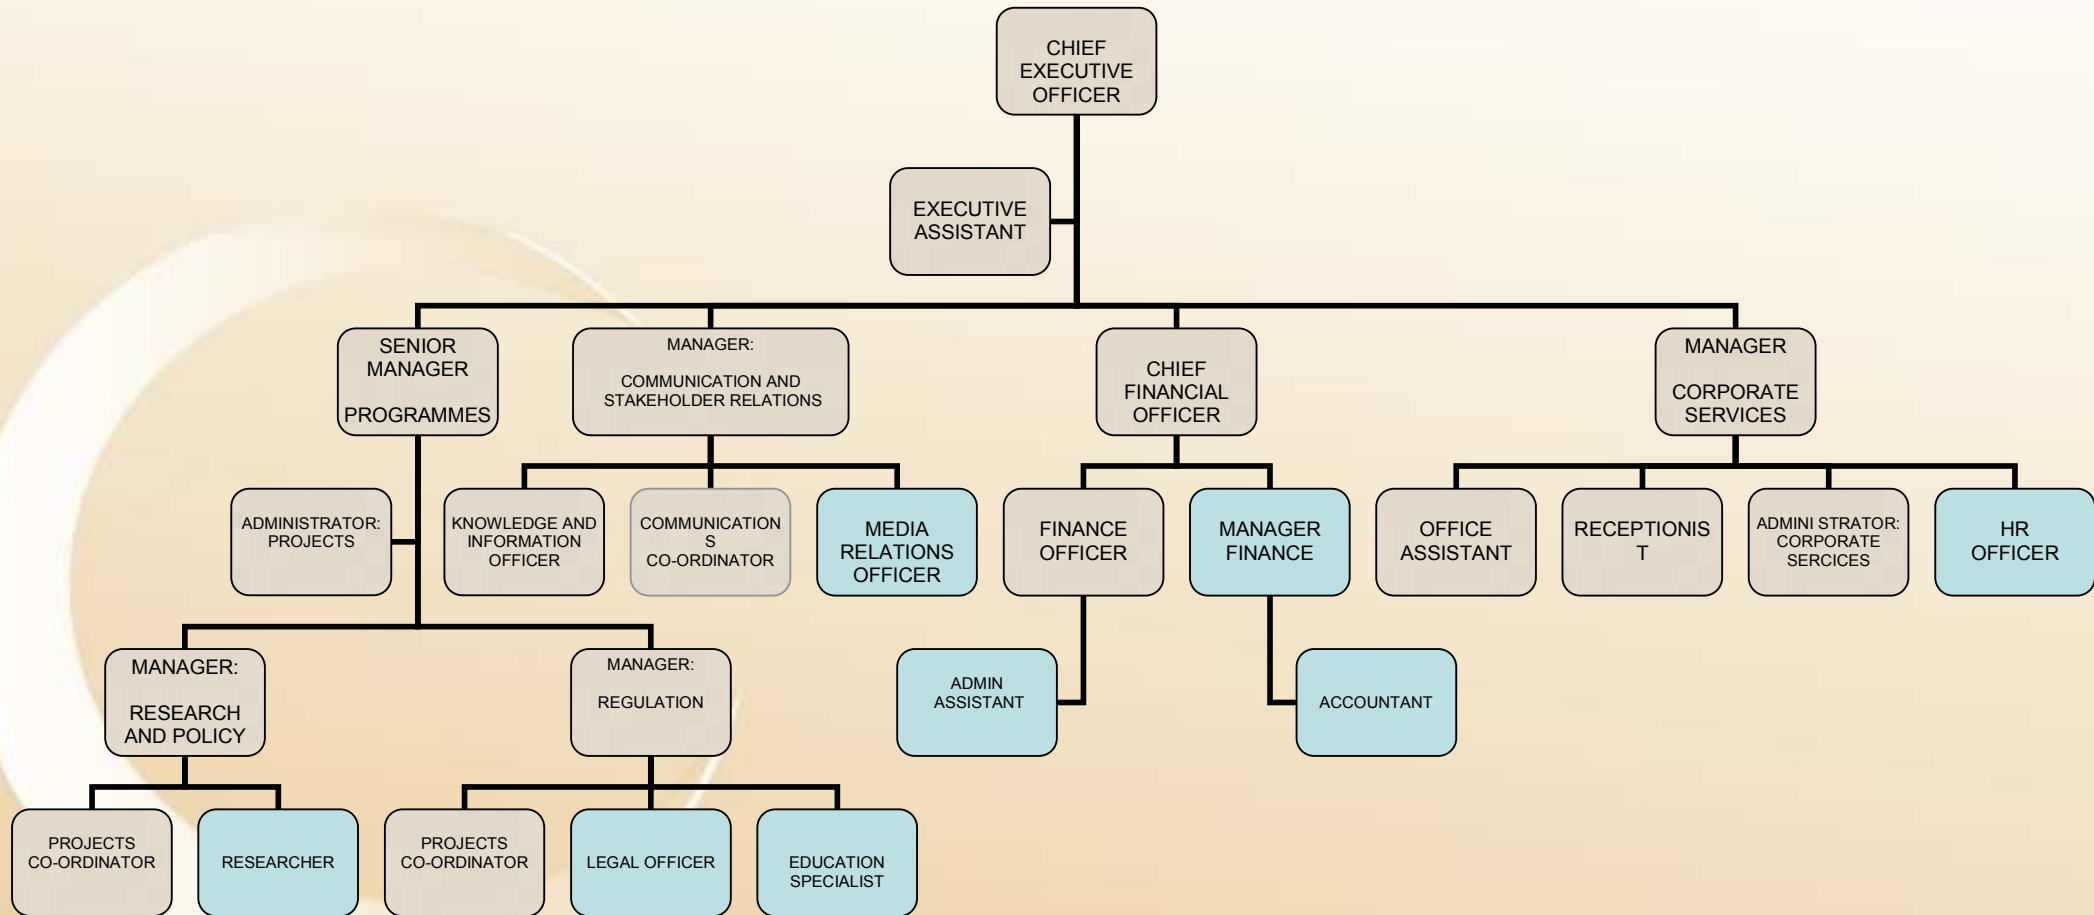 CHIEF
EXECUTIVE
OFFICER
EXECUTIVE
ASSISTANT
SENIOR
MANAGER
PROGRAMMES
MANAGER:
COMMUNICATION AND
STAKEHOLDER RELATIONS
CHIEF
FINANCIAL
OFFICER
MANAGER
CORPORATE
SERVICES
ADMINISTRATOR:
PROJECTS
KNOWLEDGE AND
INFORMATION
OFFICER
COMMUNICATION
S
CO-ORDINATOR
MEDIA
RELATIONS
OFFICER
FINANCE
OFFICER
MANAGER
FINANCE
OFFICE
ASSISTANT
RECEPTIONIS
T
ADMINI STRATOR:
CORPORATE
SERCICES
HR
OFFICER
MANAGER:
RESEARCH
AND POLICY
MANAGER:
REGULATION
ADMIN
ASSISTANT
ACCOUNTANT
PROJECTS
CO-ORDINATOR
RESEARCHER
PROJECTS
CO-ORDINATOR
LEGAL OFFICER
EDUCATION
SPECIALIST